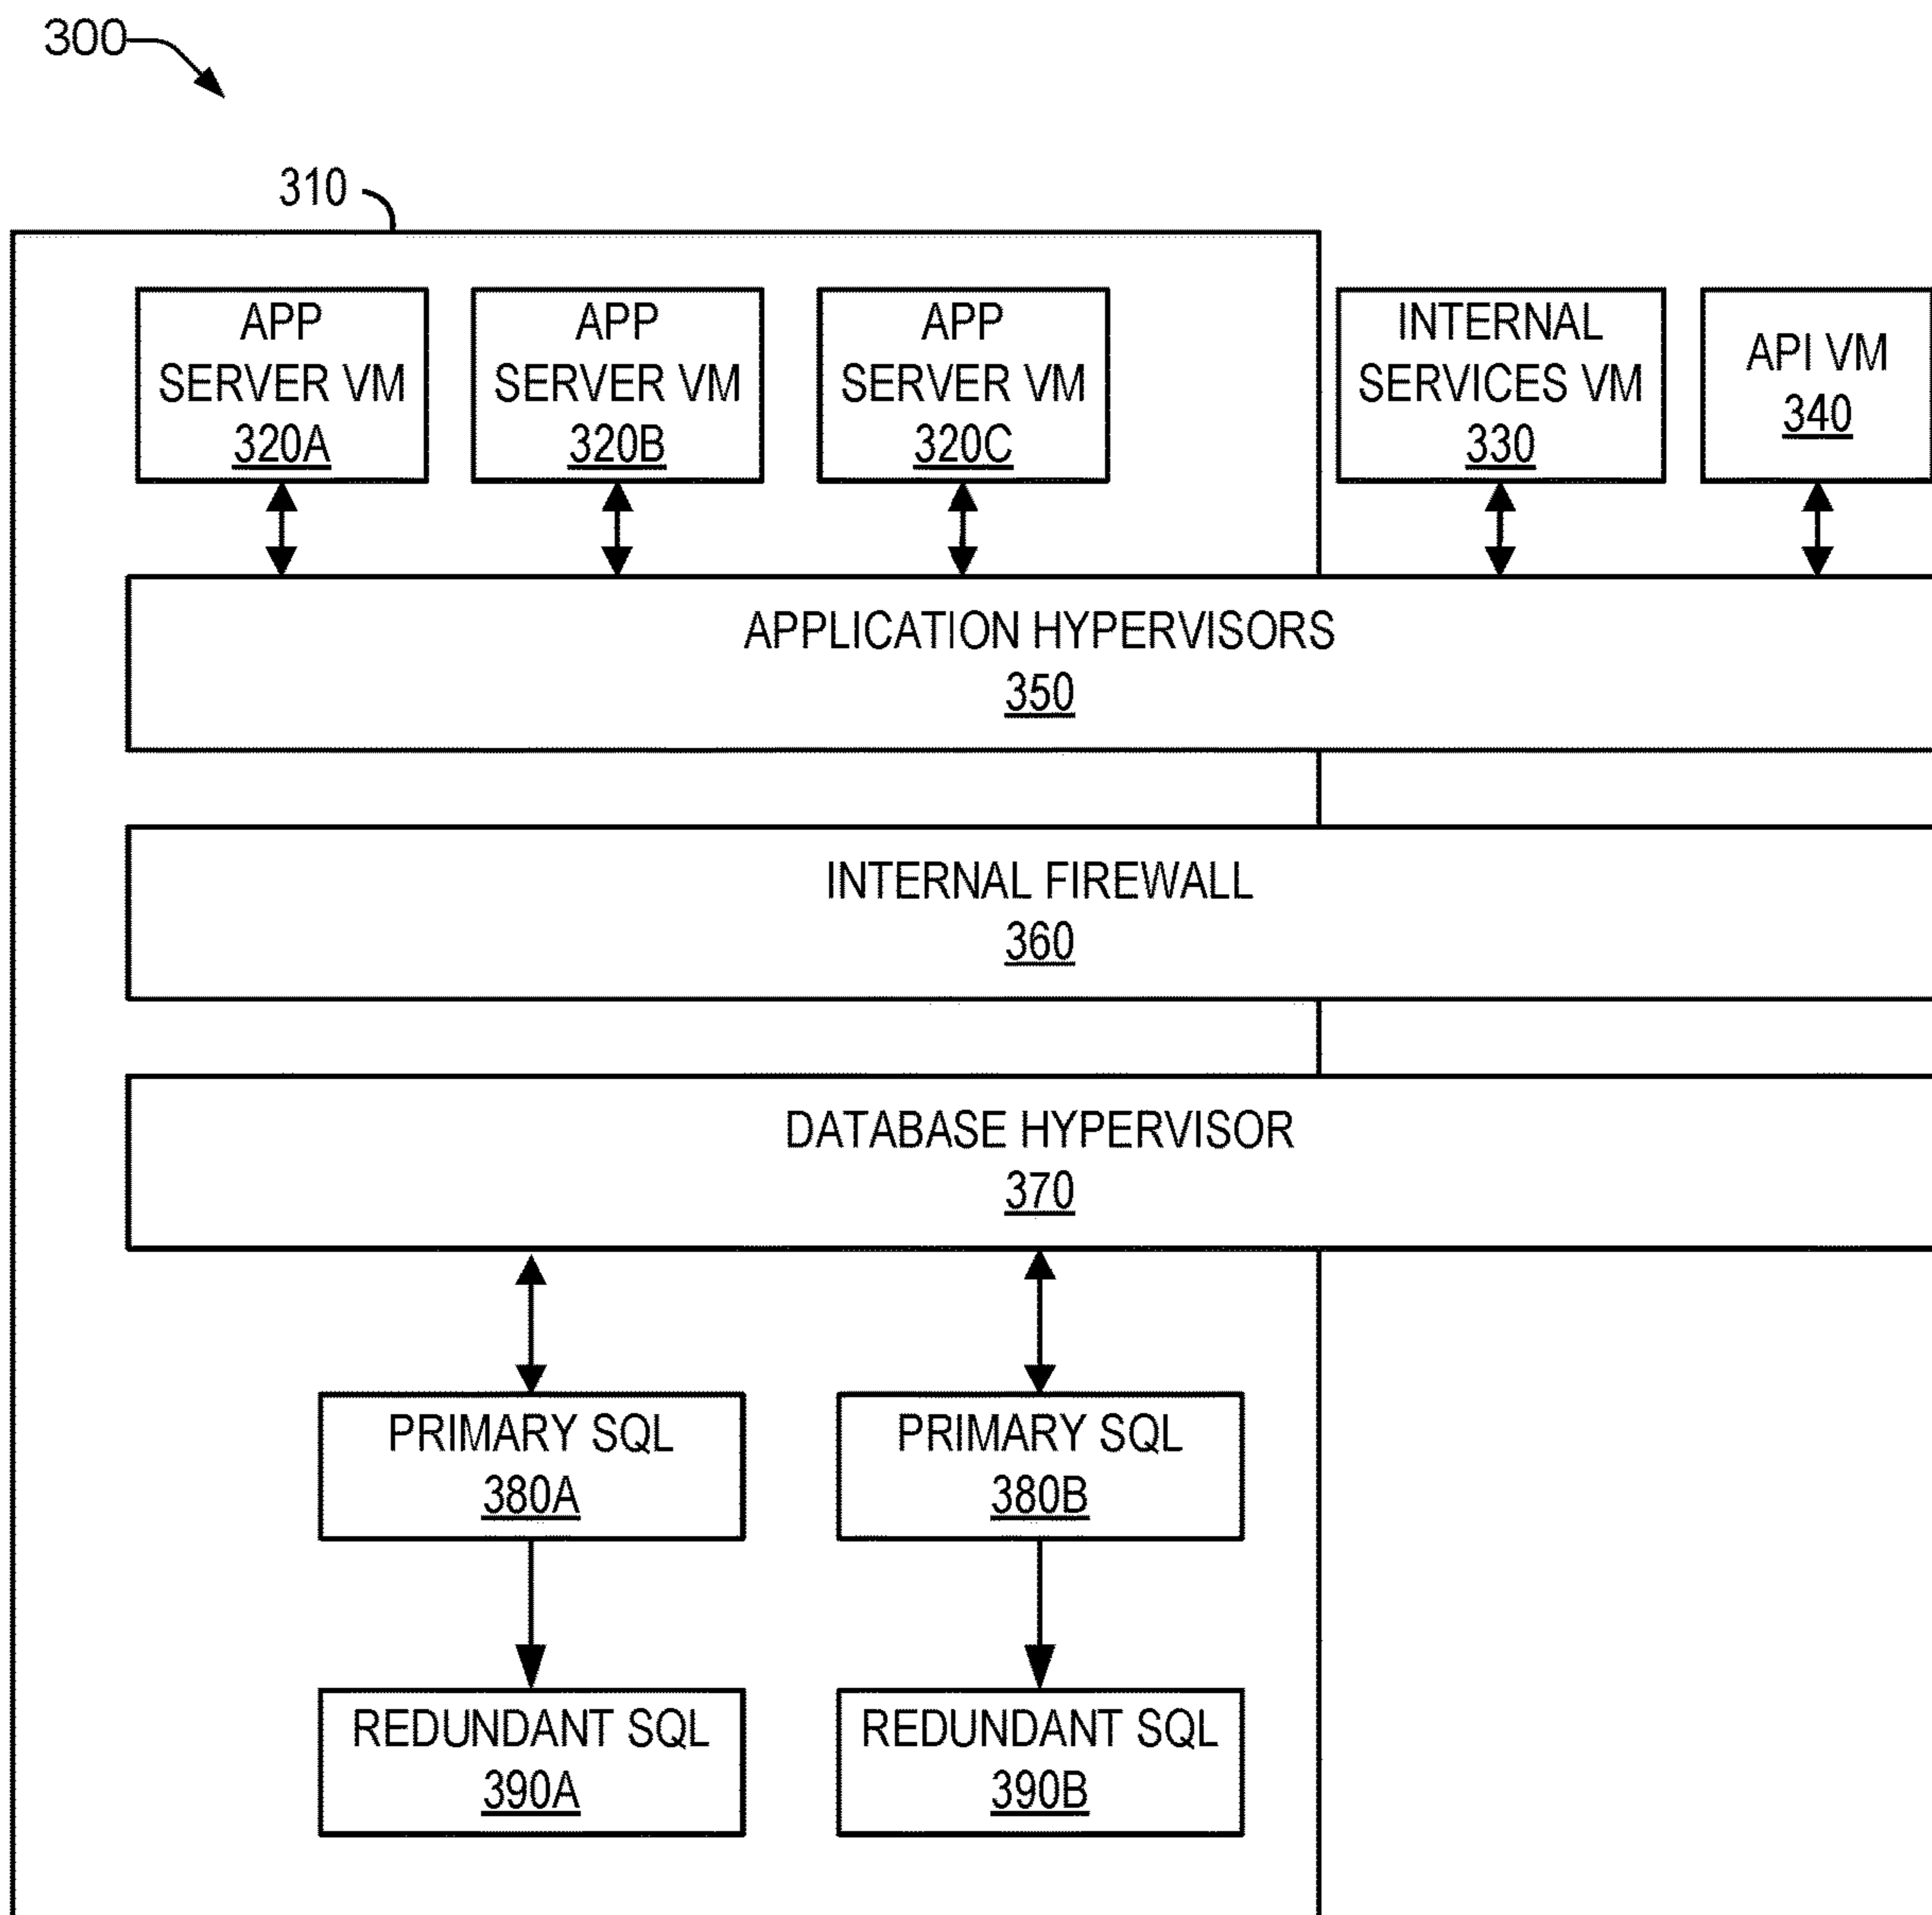 300
310
APP
SERVER VM
320A
APP
SERVER VM
320B
APP
SERVER VM
320C
INTERNAL
SERVICES VM
330
API VM
340
APPLICATION HYPERVISORS
350
INTERNAL FIREWALL
360
DATABASE HYPERVISOR
370
PRIMARY SQL
380A
PRIMARY SQL
380B
REDUNDANT SQL
390A
REDUNDANT SQL
390B